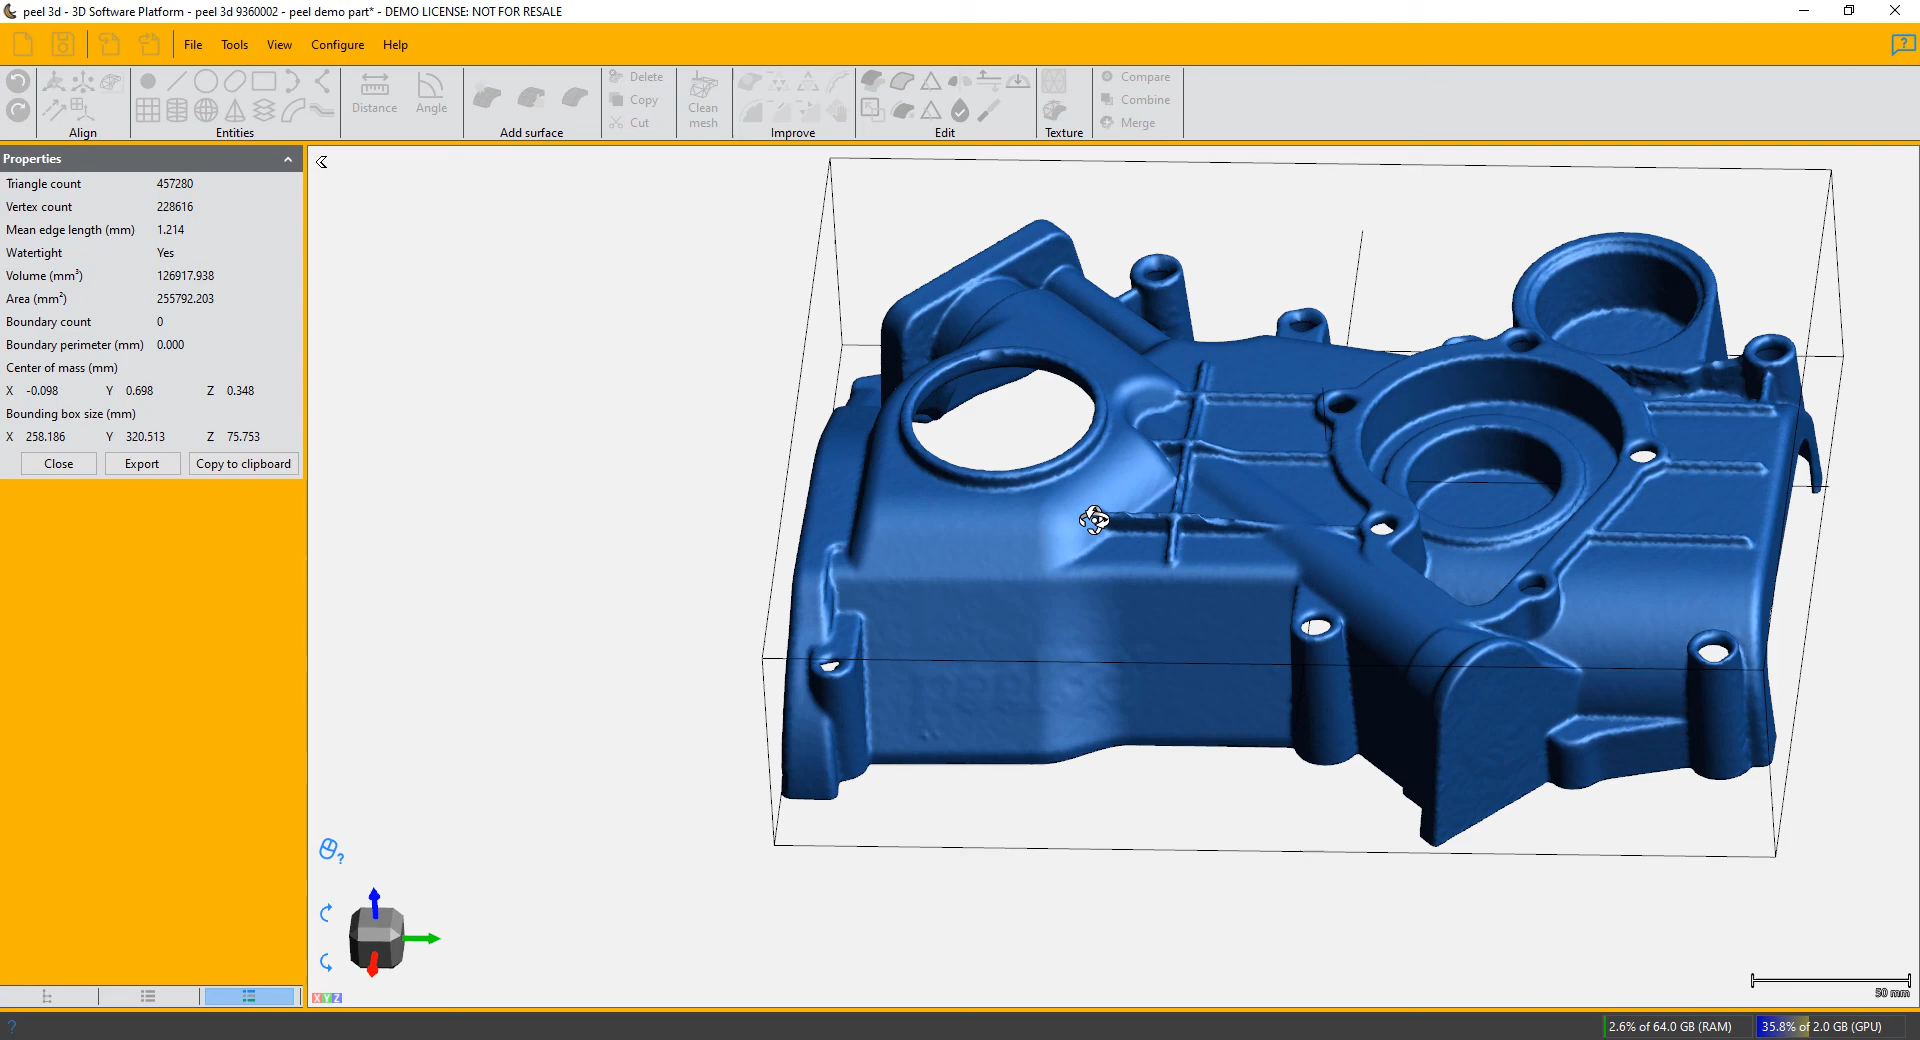 peel 3d - 3D Software Platform - peel 3d 9360002 - peel demo part* - DEMO LICENSE: NOT FOR RESALE
File Tools View Configure Help
Align
Entities
Distance
Angle
Add surface
Delete
Copy
Cut
Clean
mesh
Improve
Edit
Texture
Compare
Combine
Merge
Properties
Triangle count 457280
Vertex count 228616
Mean edge length (mm) 1.214
Watertight Yes
Volume (mm³) 126917.938
Area (mm²) 255792.203
Boundary count 0
Boundary perimeter (mm) 0.000
Center of mass (mm)
X -0.098 Y 0.698 Z 0.348
Bounding box size (mm)
X 258.186 Y 320.513 Z 75.753
Close Export Copy to clipboard
?
XYZ
50 mm
? 2.6% of 64.0 GB (RAM) 35.8% of 2.0 GB (GPU)